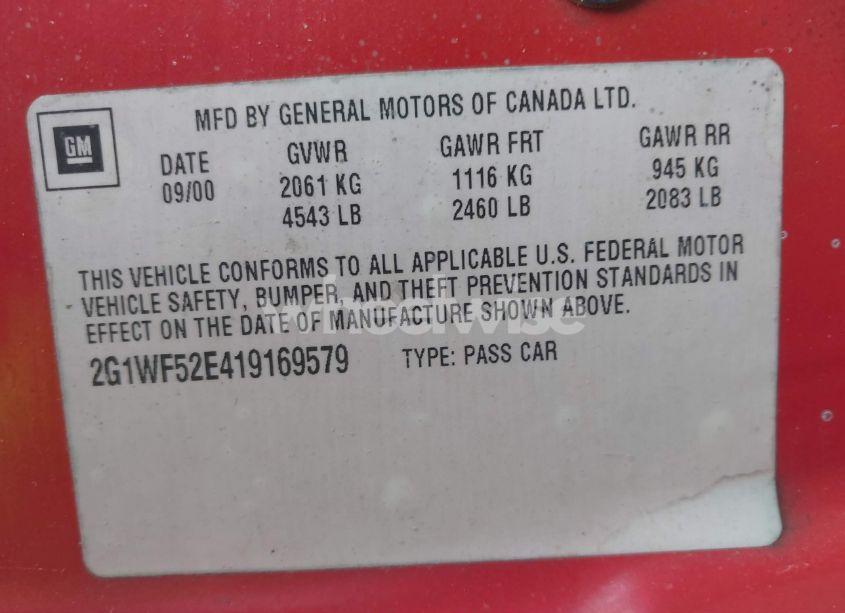 MFD BY GENERAL MOTORS OF CANADA LTD.
GM
DATE GVWR GAWR FRT GAWR RR
09/00 2061 KG 1116 KG 945 KG
4543 LB 2460 LB 2083 LB
THIS VEHICLE CONFORMS TO ALL APPLICABLE U.S. FEDERAL MOTOR
VEHICLE SAFETY, BUMPER, AND THEFT PREVENTION STANDARDS IN
EFFECT ON THE DATE OF MANUFACTURE SHOWN ABOVE.
2G1WF52E419169579 TYPE: PASS CAR
wheelwise